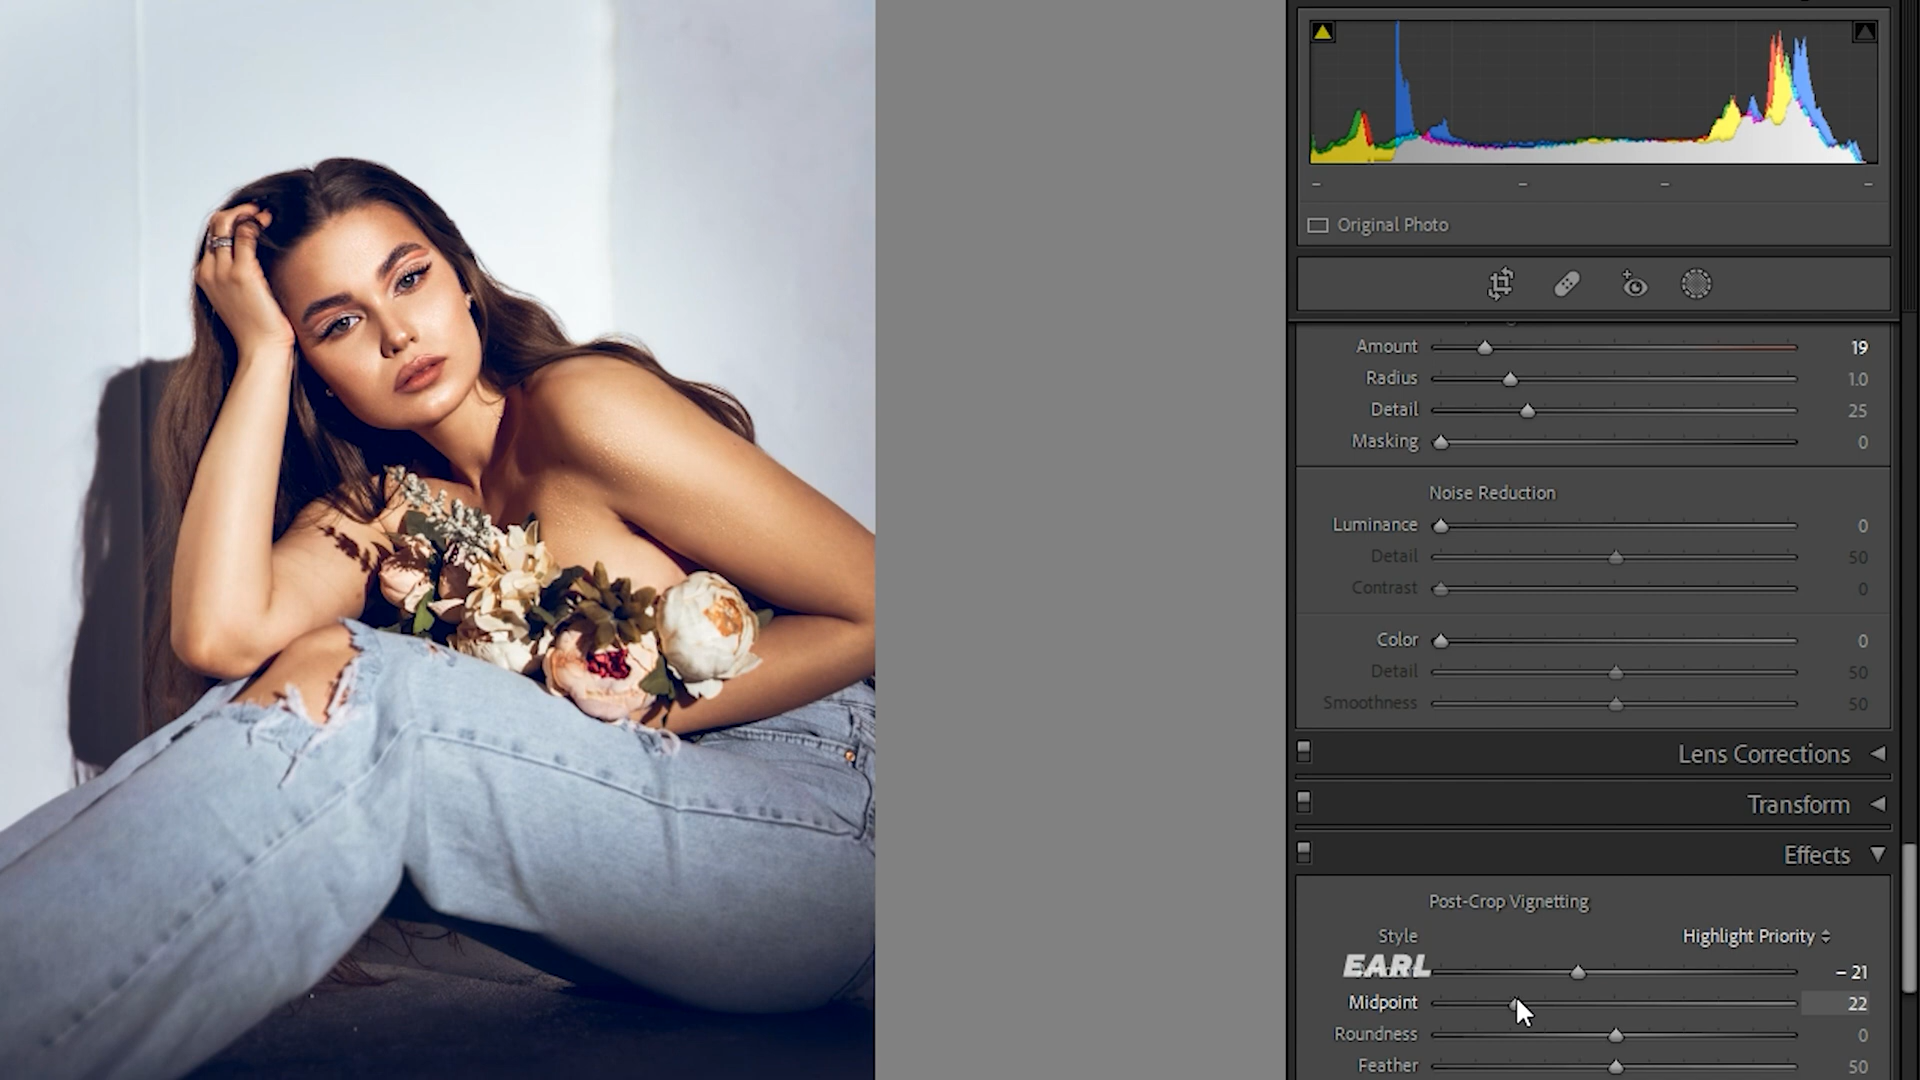 Original Photo
Amount 19
Radius 1.0
Detail 25
Masking 0
Noise Reduction
Luminance 0
Detail 50
Contrast 0
Color 0
Detail 50
Smoothness 50
Lens Corrections
Transform
Effects
Post-Crop Vignetting
Style Highlight Priority
EARL – 21
Midpoint 22
Roundness 0
Feather 50